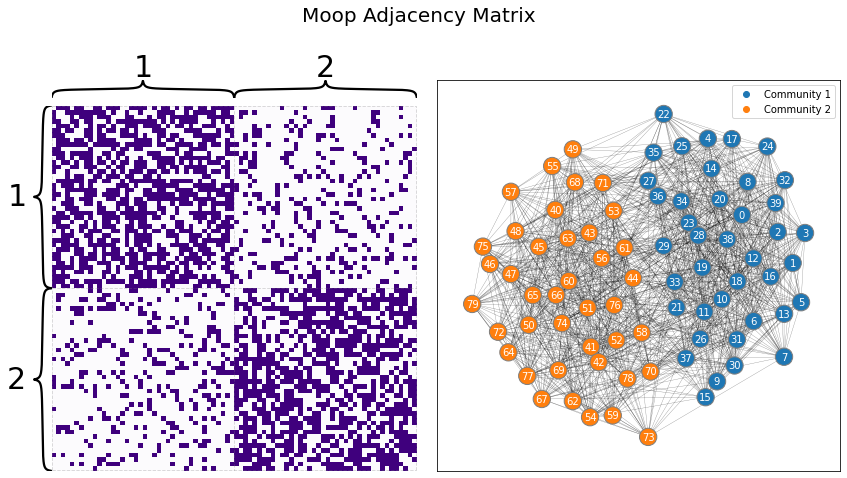 Moop Adjacency Matrix
1 2
1
2
Community 1
Community 2
22
4 17
49 35 25 24
55 14
68 71 27 8 32
57 36 34 20 39
40 53 0
48 43 23 2 3
63 28 38
75 45 61 29
46 56 12 1
47 19 16
60 44 33 18
65 66 10 5
79 51 76 21 11 13
50 74 6
72 58
52 26 31
64 41 37 7
42 30
77 69 78 70 9
67 62 15
54 59
73